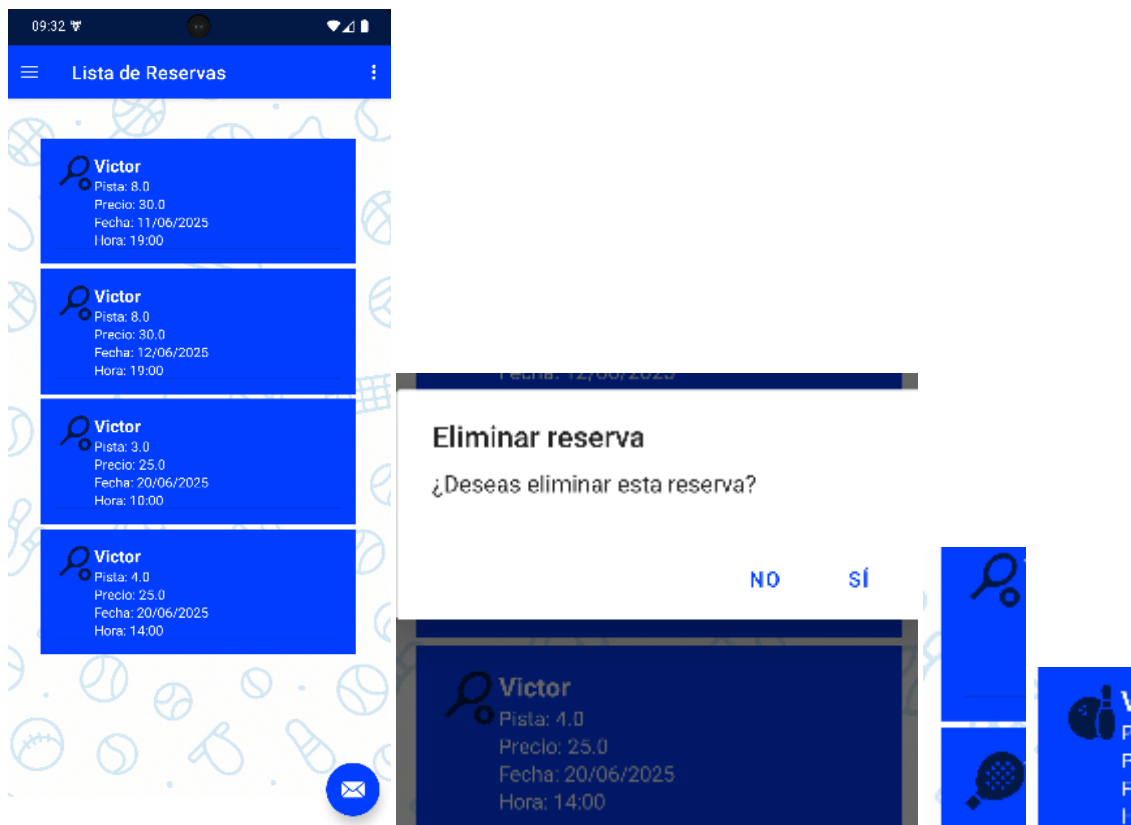 09:32
Lista de Reservas
Victor
Pista: 8.0
Precio: 30.0
Fecha: 11/06/2025
Hora: 19:00
Victor
Pista: 8.0
Precio: 30.0
Fecha: 12/06/2025
Hora: 19:00
Victor
Pista: 3.0
Precio: 25.0
Fecha: 20/06/2025
Hora: 10:00
Victor
Pista: 4.0
Precio: 25.0
Fecha: 20/06/2025
Hora: 14:00
Fecha: 12/06/2025
Eliminar reserva
¿Deseas eliminar esta reserva?
NO SÍ
Victor
Pista: 4.0
Precio: 25.0
Fecha: 20/06/2025
Hora: 14:00